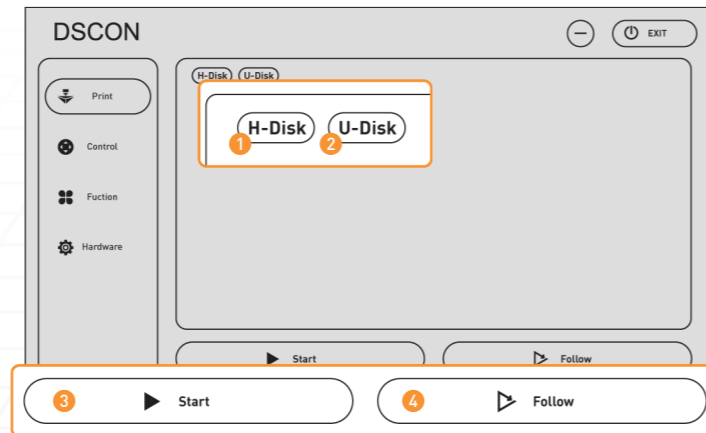 DSCON
EXIT
H-Disk U-Disk
Print
H-Disk U-Disk
1 2
Control
Fuction
Hardware
Start Follow
3 Start 4 Follow